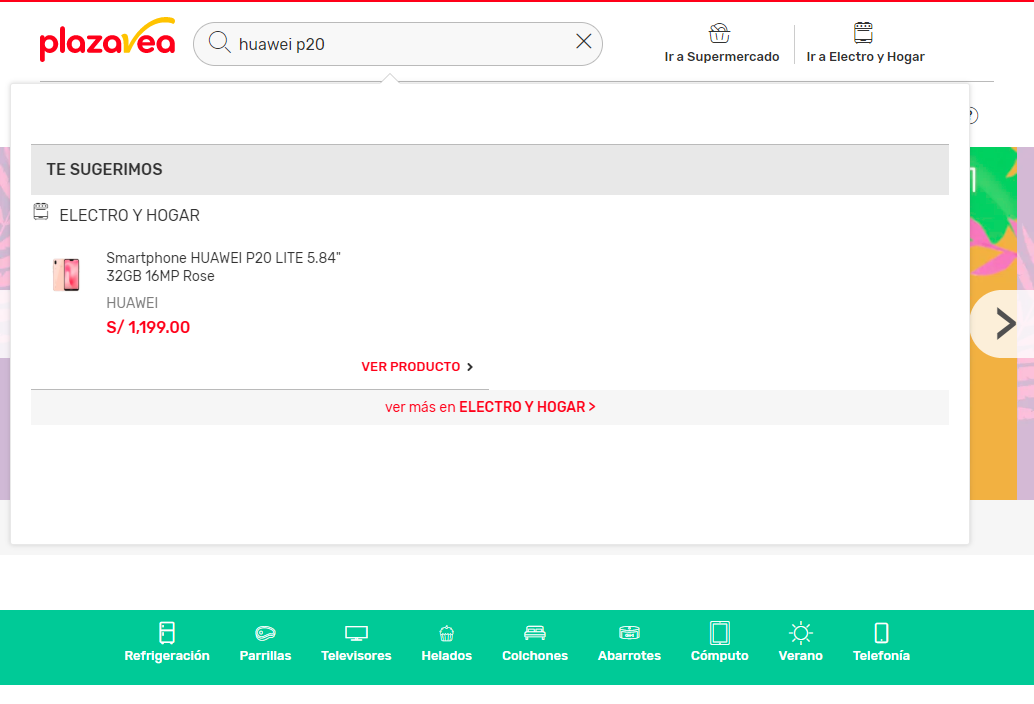 plazavea
huawei p20
Ir a Supermercado
Ir a Electro y Hogar
?
TE SUGERIMOS
ELECTRO Y HOGAR
Smartphone HUAWEI P20 LITE 5.84"
32GB 16MP Rose
HUAWEI
S/ 1,199.00
VER PRODUCTO
ver más en ELECTRO Y HOGAR >
Refrigeración
Parrillas
Televisores
Helados
Colchones
Abarrotes
Cómputo
Verano
Telefonía